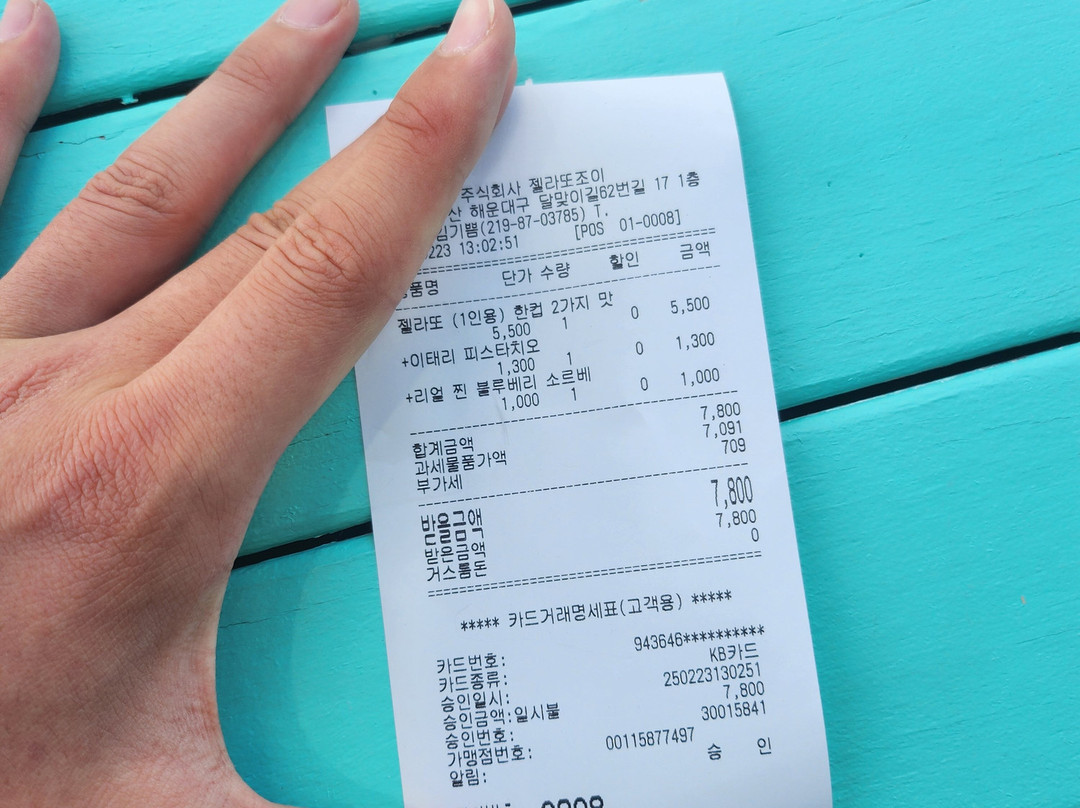 주식회사 젤라또조이
산 해운대구 달맞이길62번길 17 1층
김기쁨(219-87-03785) T.
223 13:02:51 [POS 01-0008]
품명 단가 수량 할인 금액
젤라또 (1인용) 한컵 2가지 맛
5,500 1 0 5,500
+이태리 피스타치오
1,300 1 0 1,300
+리얼 찐 불루베리 소르베
1,000 1 0 1,000
합계금액 7,800
과세물품가액 7,091
부가세 709
받을금액 7,800
받은금액 7,800
거스름돈 0
***** 카드거래명세표(고객용) *****
카드번호: 943646**********
카드종류: KB카드
승인일시: 250223130251
승인금액:일시불 7,800
승인번호: 30015841
가맹점번호: 00115877497
알림: 승 인